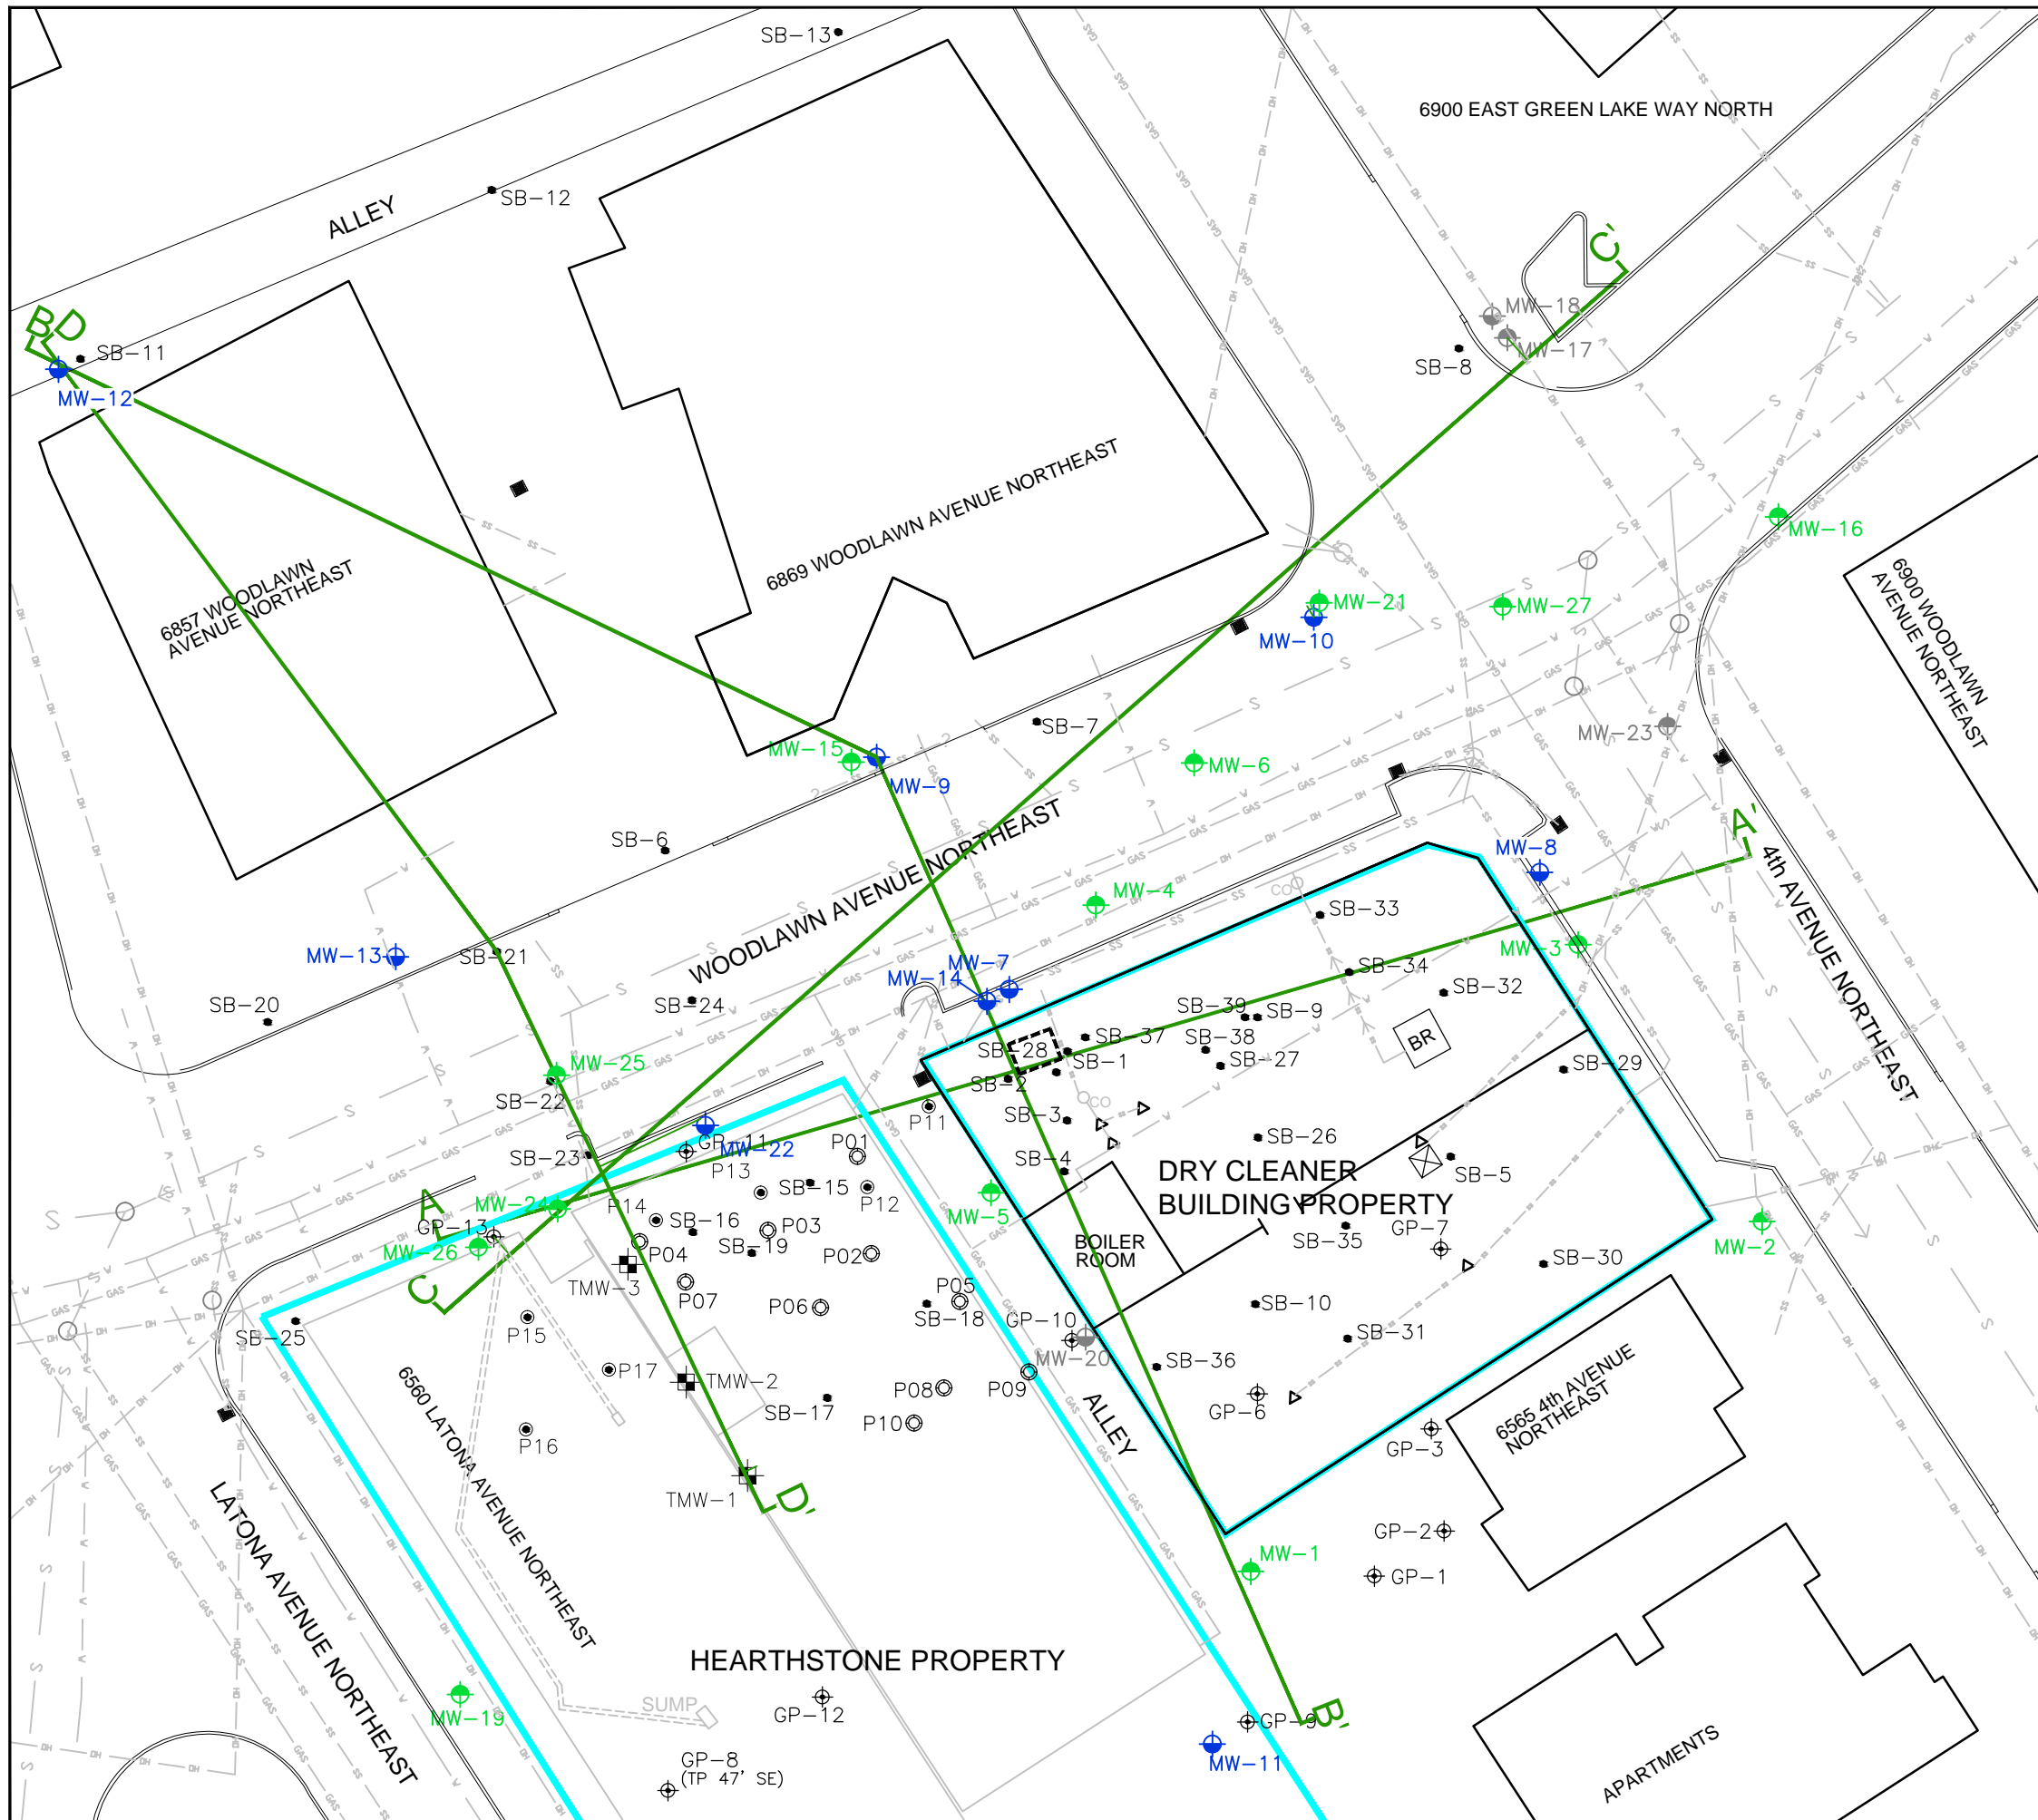 SB-13
6900 EAST GREEN LAKE WAY NORTH
SB-12
ALLEY
C'
B
D
SB-11
MW-12
MW-18
MW-17
SB-8
6869 WOODLAWN AVENUE NORTHEAST
6857 WOODLAWN
AVENUE NORTHEAST
MW-16
6900 WOODLAWN
AVENUE NORTHEAST
MW-21
MW-27
MW-10
SB-7
MW-23
MW-15
MW-6
MW-9
SB-6
WOODLAWN AVENUE NORTHEAST
A'
4th AVENUE NORTHEAST
MW-8
MW-4
CO
SB-33
MW-3
MW-13
SB-21
MW-7
MW-14
SB-34
SB-20
SB-24
SB-39
SB-9
SB-32
SB-37
SB-38
SB-28
SB-1
SB-27
BR
SB-29
MW-25
SB-2
SB-22
CO
P11
SB-3
MW-22
GP-11
P01
SB-26
SB-23
P13
SB-4
SB-5
DRY CLEANER
BUILDING PROPERTY
SB-15
P12
MW-5
A
MW-24
P14
SB-16
P03
GP-13
MW-26
P04
SB-19
P02
BOILER
ROOM
SB-35
GP-7
MW-2
SB-30
TMW-3
C
P07
P06
P05
SB-18
SB-10
GP-10
MW-20
SB-31
SB-25
P15
SB-36
P17
TMW-2
P08
P09
SB-17
P10
ALLEY
GP-6
GP-3
6565 4th AVENUE
NORTHEAST
P16
6560 LATONA AVENUE NORTHEAST
TMW-1
D'
GP-2
MW-1
GP-1
LATONA AVENUE NORTHEAST
HEARTHSTONE PROPERTY
MW-19
SUMP
GP-12
GP-9
B'
MW-11
GP-8
(TP 47' SE)
APARTMENTS